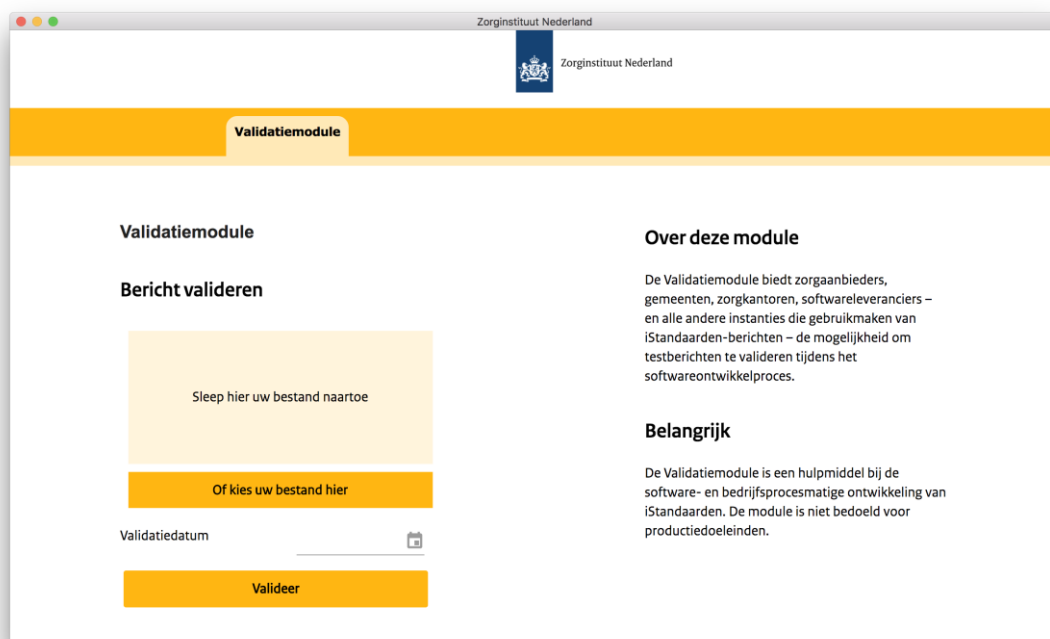 Zorginstituut Nederland
Zorginstituut Nederland
Validatiemodule
Validatiemodule
Bericht valideren
Sleep hier uw bestand naartoe
Of kies uw bestand hier
Validatiedatum
Valideer
Over deze module
De Validatiemodule biedt zorgaanbieders,
gemeenten, zorgkantoren, softwareleveranciers –
en alle andere instanties die gebruikmaken van
iStandaarden-berichten – de mogelijkheid om
testberichten te valideren tijdens het
softwareontwikkelproces.
Belangrijk
De Validatiemodule is een hulpmiddel bij de
software- en bedrijfsprocesmatige ontwikkeling van
iStandaarden. De module is niet bedoeld voor
productiedoeleinden.